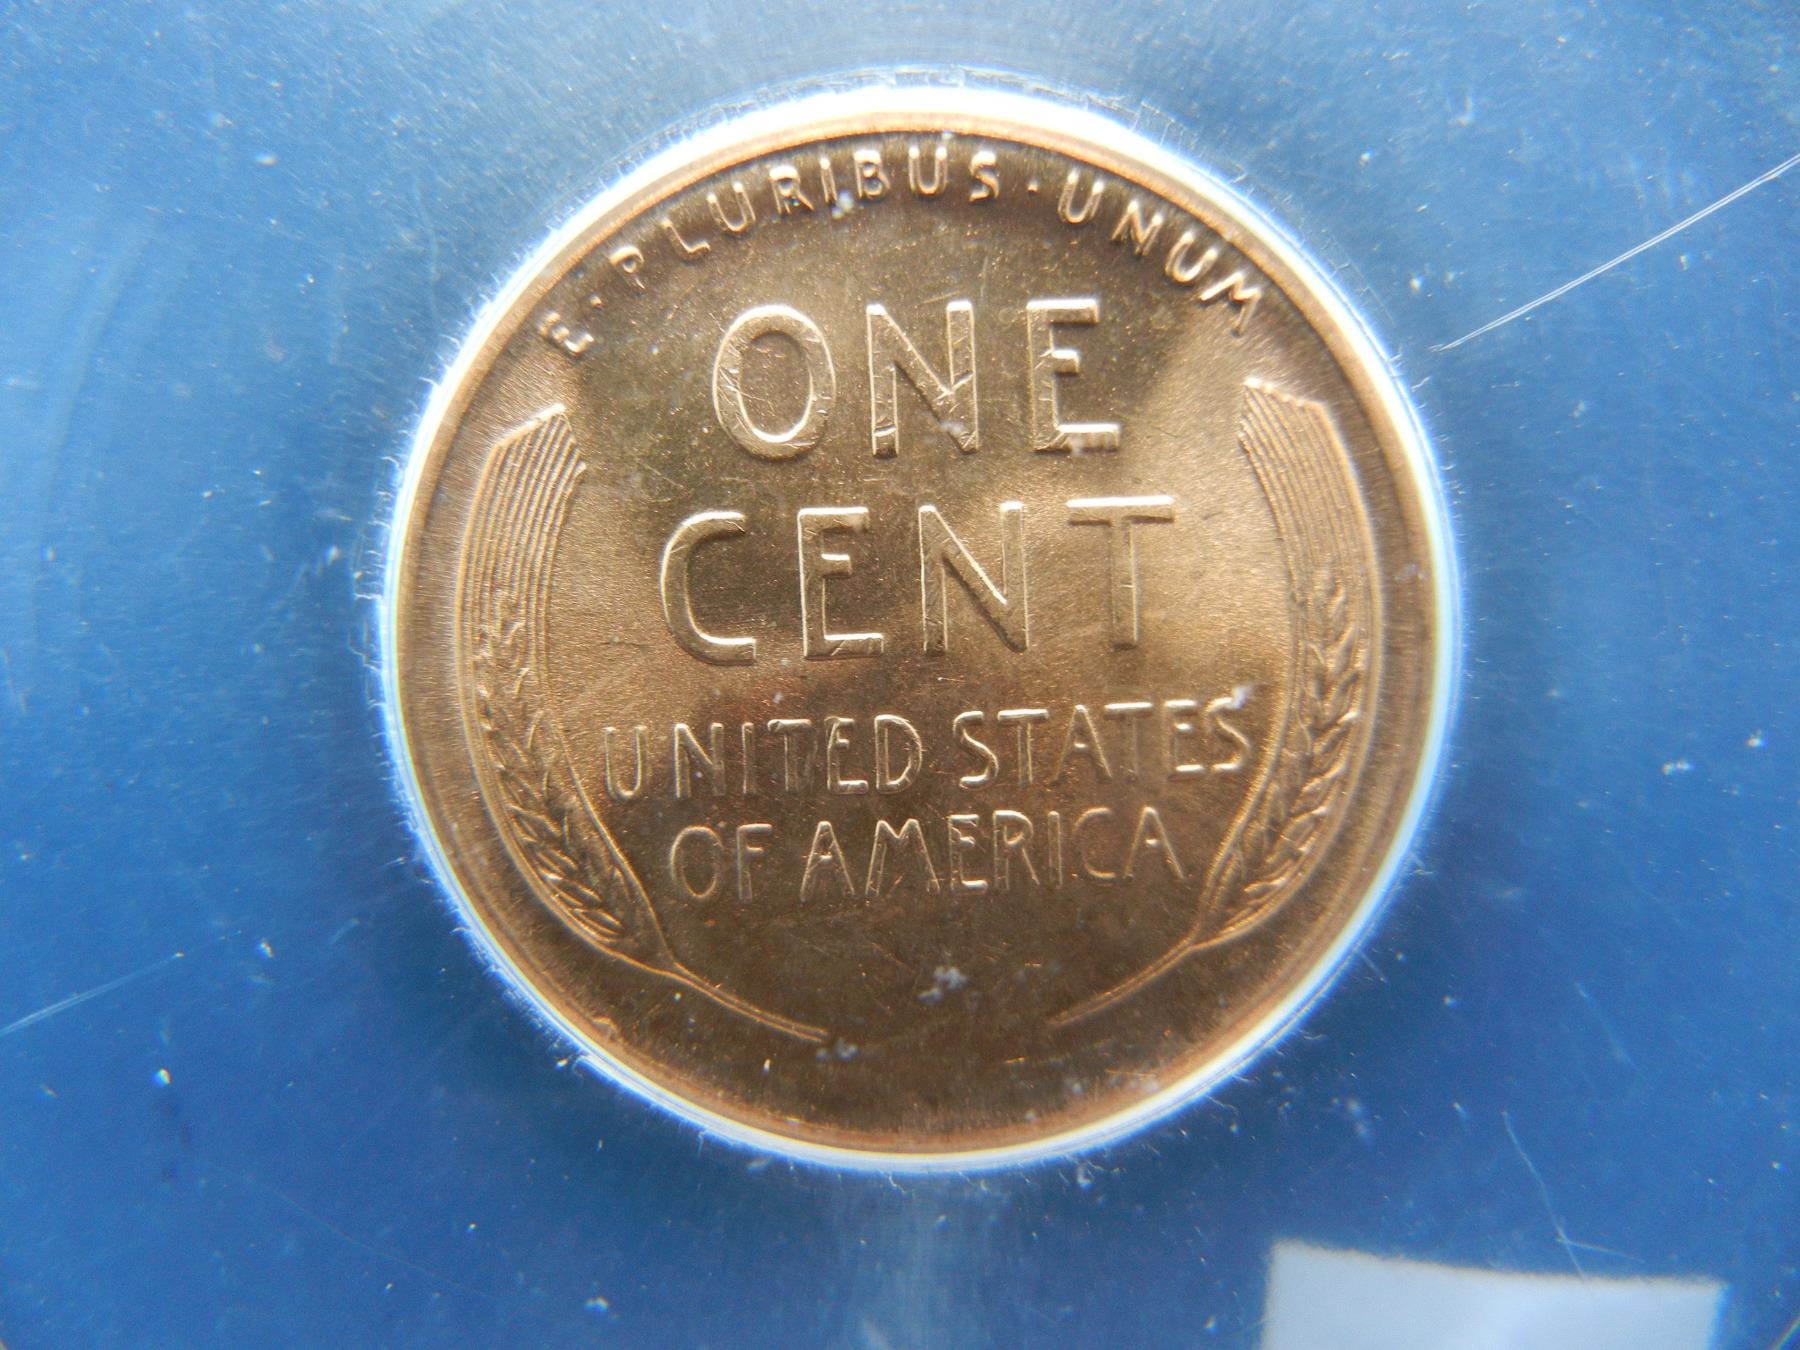 E · PLURIBUS · UNUM
ONE
CENT
UNITED STATES
OF AMERICA